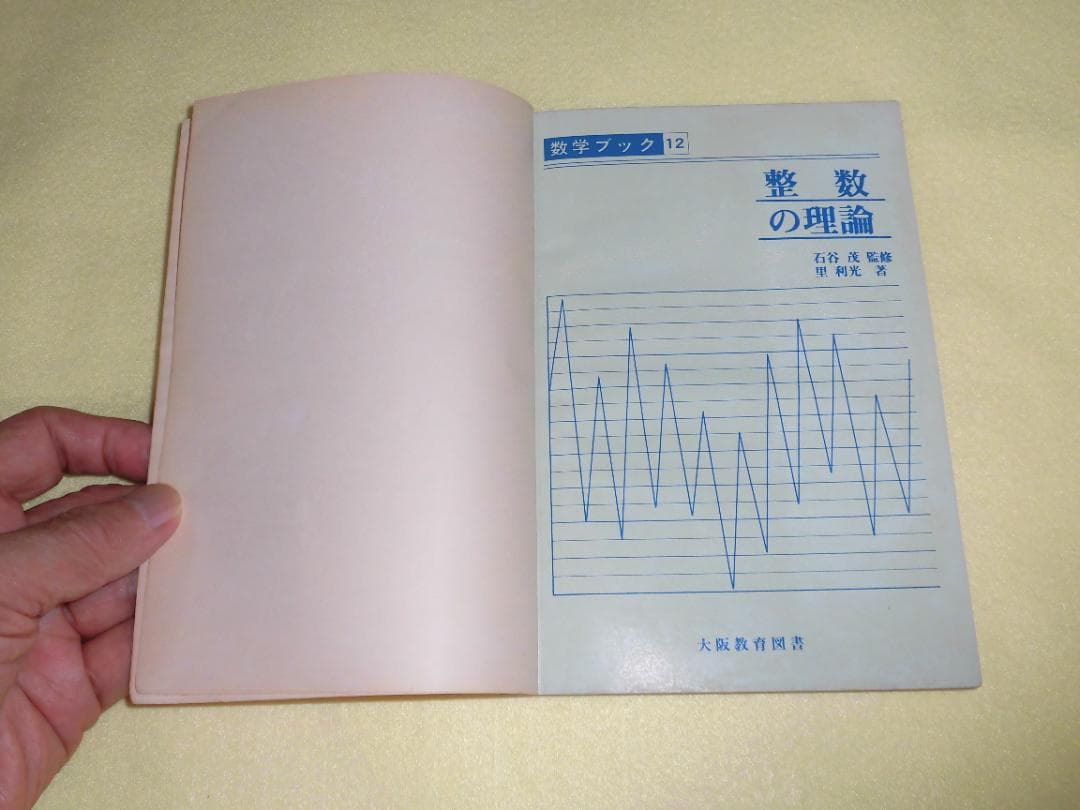 数学ブック 12
整 数
の理論
石谷 茂 監修
里 利光 著
大阪教育図書